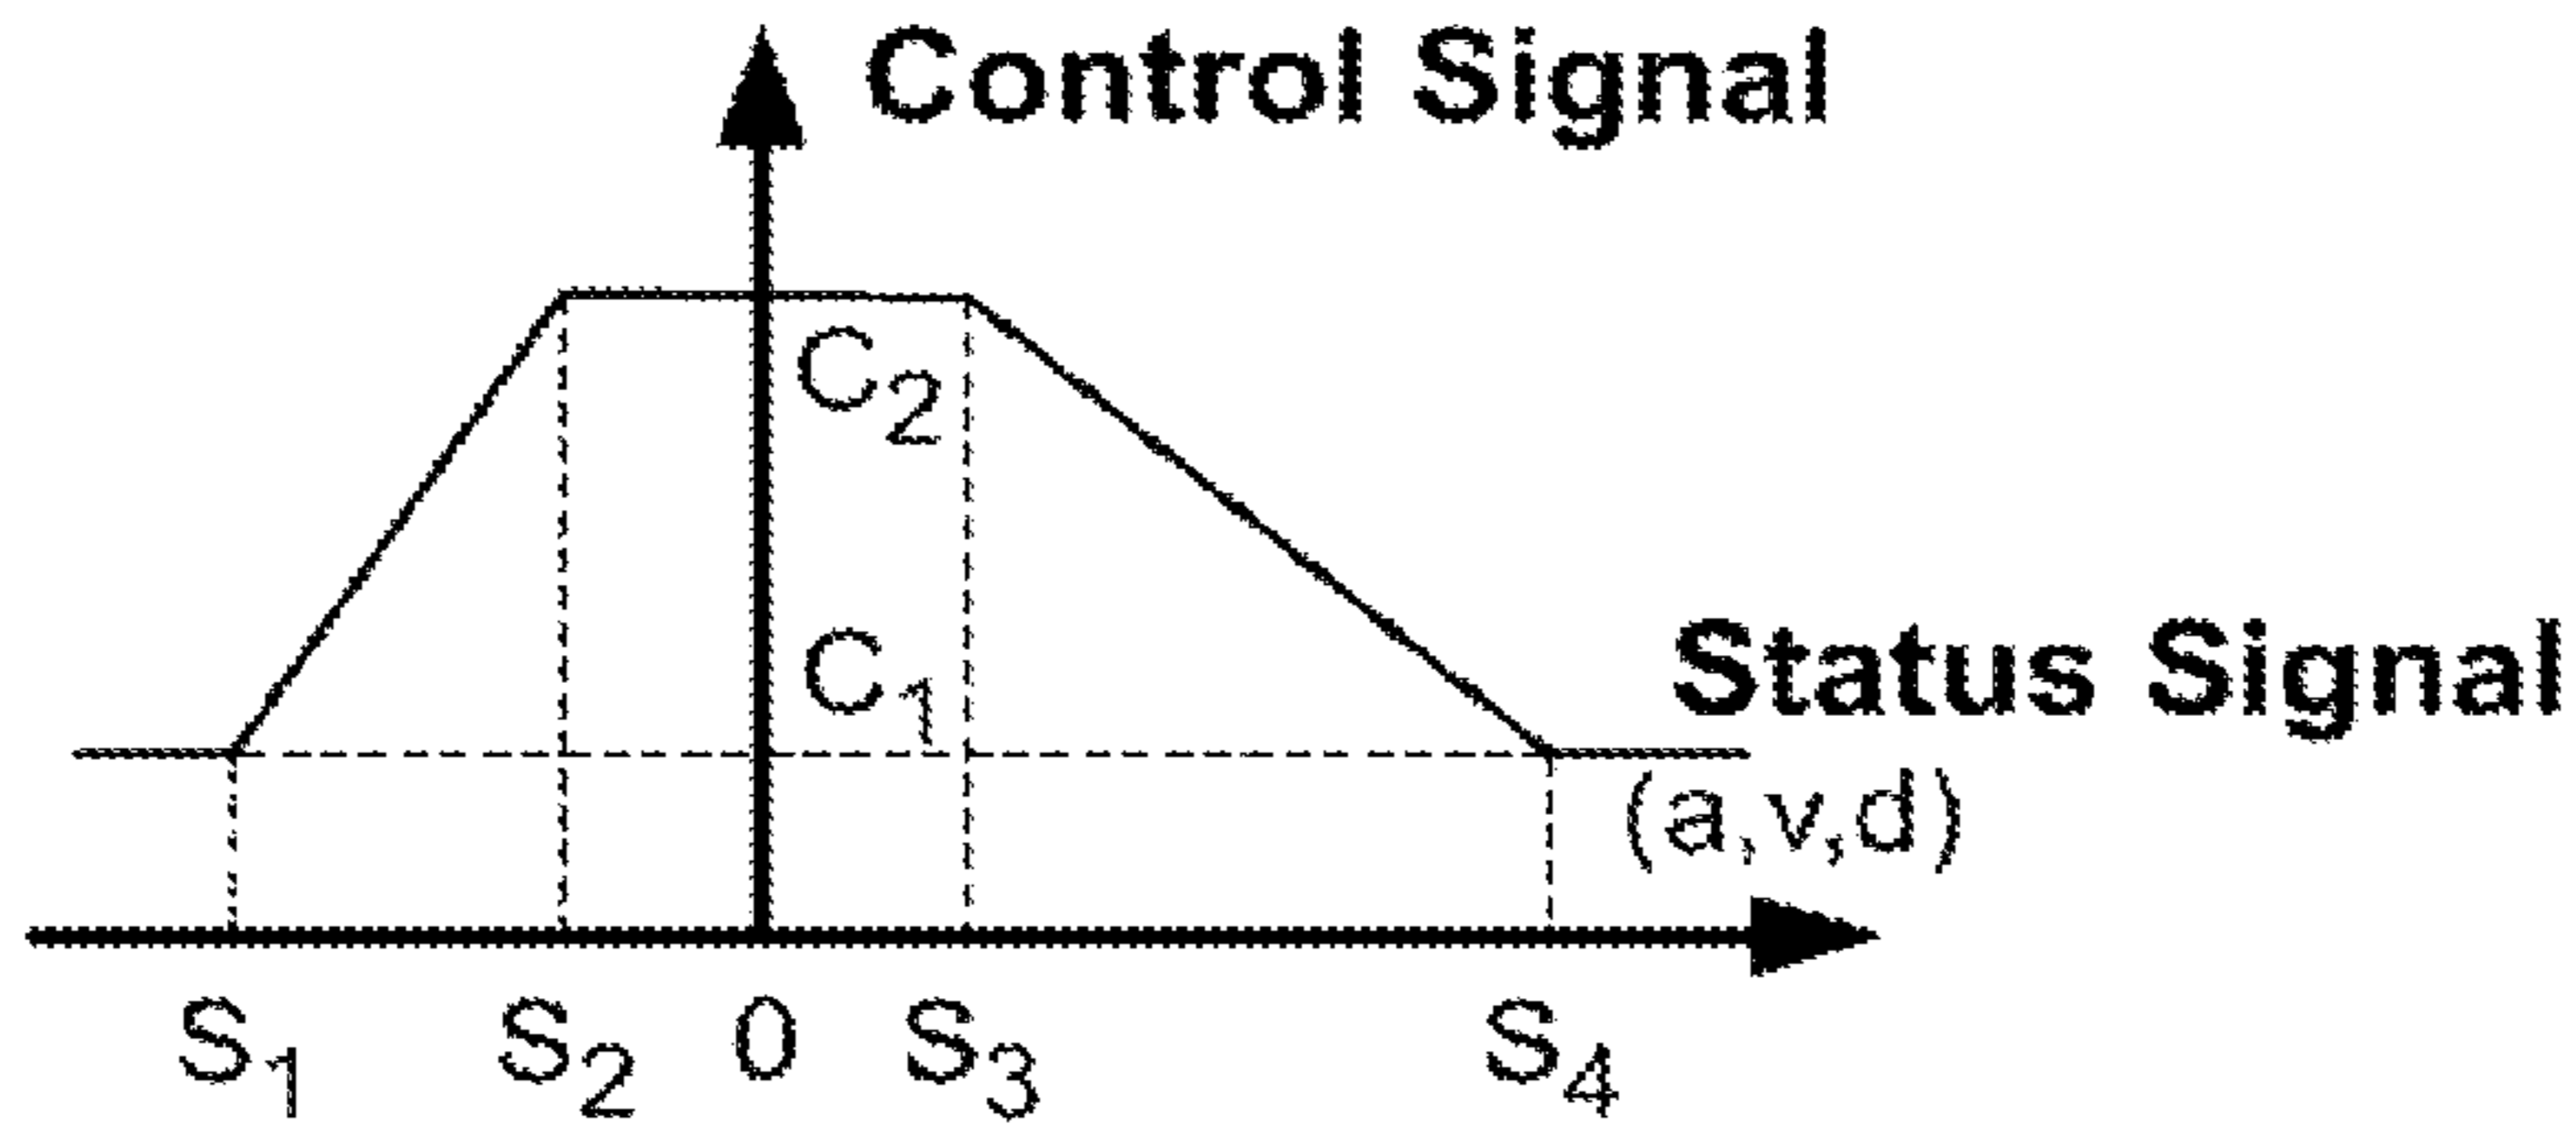 Control Signal
C2
C1
Status Signal
(a,v,d)
S1 S2 0 S3 S4